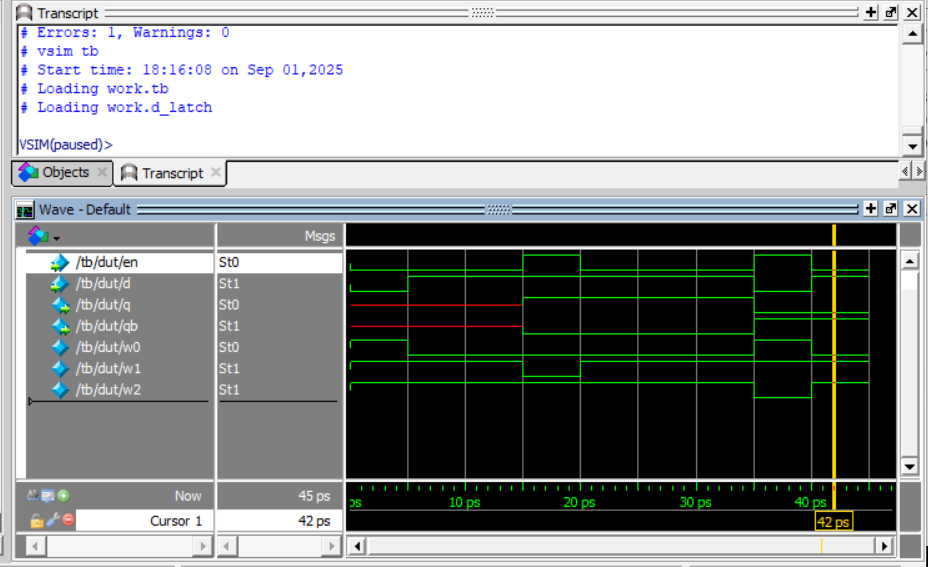 Transcript
# Errors: 1, Warnings: 0
# vsim tb
# Start time: 18:16:08 on Sep 01,2025
# Loading work.tb
# Loading work.d_latch
VSIM(paused)>
Objects Transcript
Wave - Default
Msgs
/tb/dut/en St0
/tb/dut/d St1
/tb/dut/q St0
/tb/dut/qb St1
/tb/dut/w0 St0
/tb/dut/w1 St1
/tb/dut/w2 St1
Now 45 ps ps 10 ps 20 ps 30 ps 40 ps
Cursor 1 42 ps 42 ps